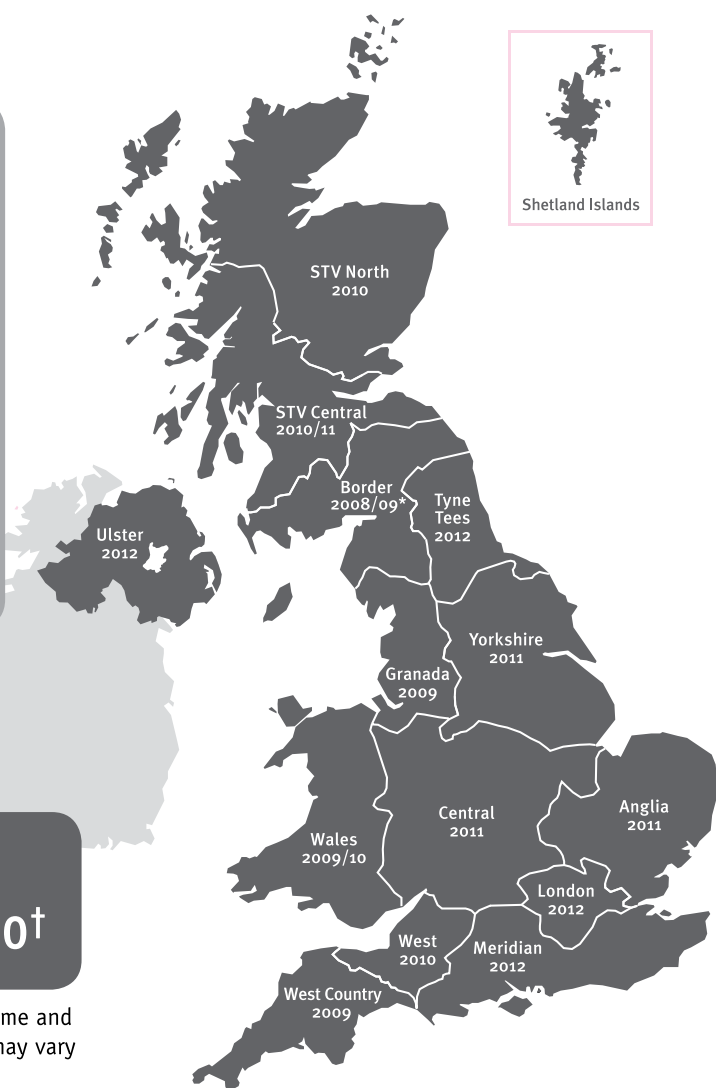 Shetland Islands
STV North
2010
STV Central
2010/11
Border
2008/09*
Tyne
Tees
2012
Ulster
2012
Yorkshire
2011
Granada
2009
Central
2011
Anglia
2011
Wales
2009/10
London
2012
West
2010
Meridian
2012
West Country
2009
0†
me and
may vary